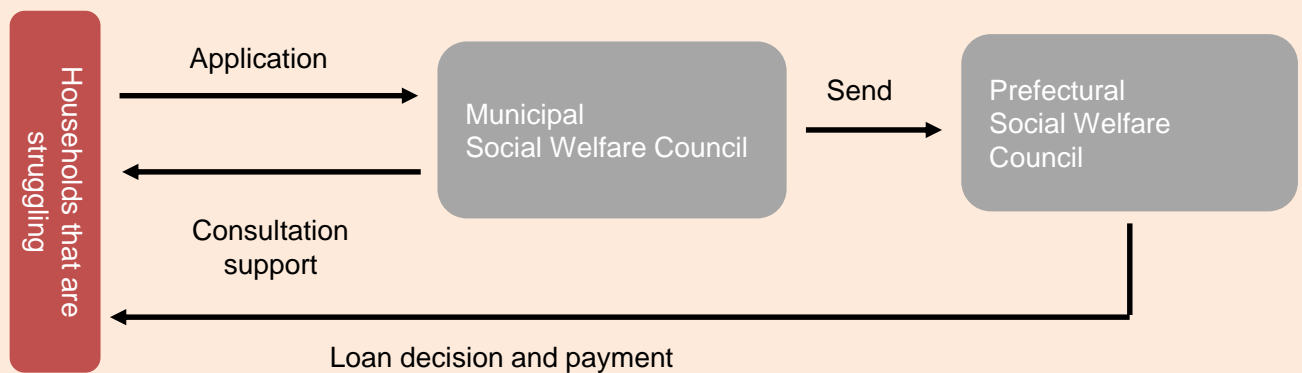 Households that are
struggling
Application
Municipal
Social Welfare Council
Send
Prefectural
Social Welfare
Council
Consultation
support
Loan decision and payment